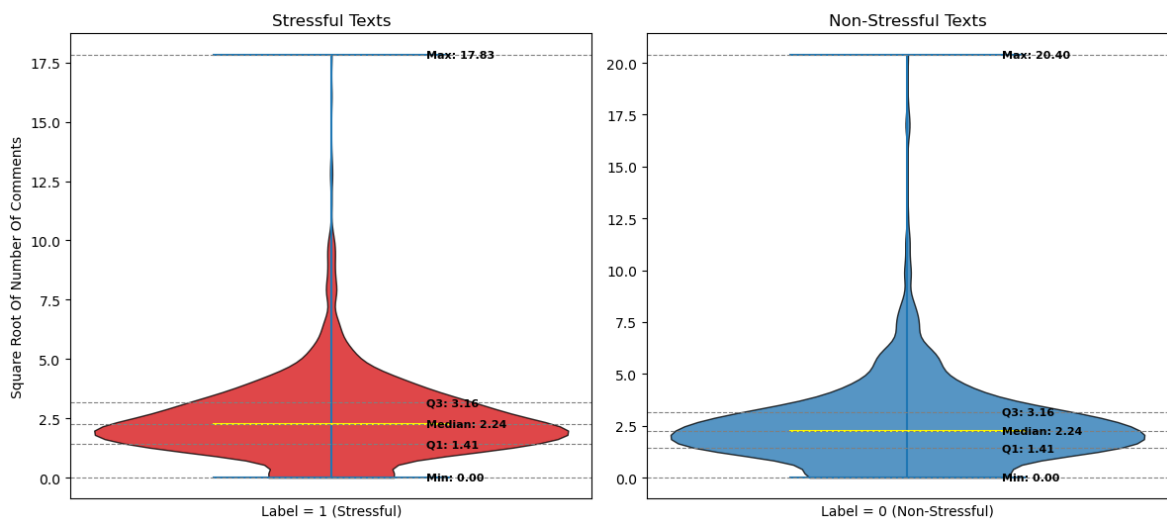 Stressful Texts
Square Root Of Number Of Comments
17.5
15.0
12.5
10.0
7.5
5.0
2.5
0.0
Max: 17.83
Q3: 3.16
Median: 2.24
Q1: 1.41
Min: 0.00
Label = 1 (Stressful)
Non-Stressful Texts
20.0
17.5
15.0
12.5
10.0
7.5
5.0
2.5
0.0
Max: 20.40
Q3: 3.16
Median: 2.24
Q1: 1.41
Min: 0.00
Label = 0 (Non-Stressful)